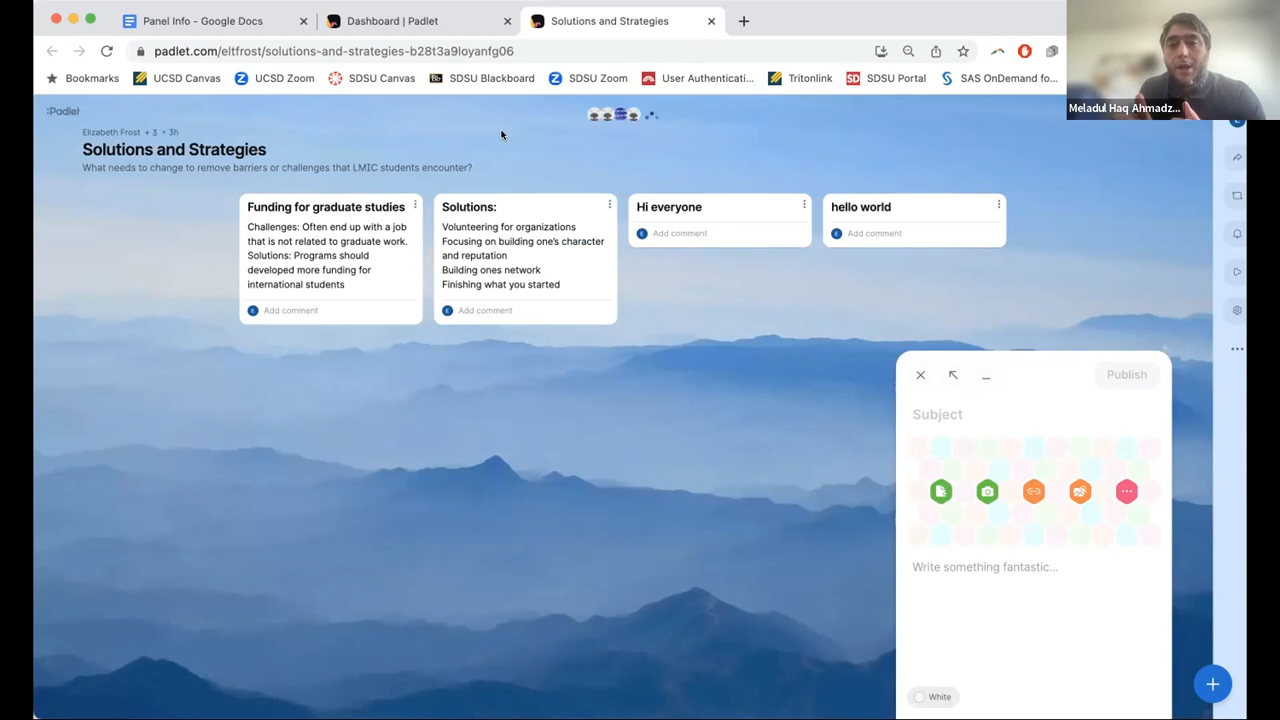 Panel Info - Google Docs
Dashboard | Padlet
Solutions and Strategies
padlet.com/eltfrost/solutions-and-strategies-b28t3a9loyanfg06
Bookmarks
UCSD Canvas
UCSD Zoom
SDSU Canvas
Bb
SDSU Blackboard
SDSU Zoom
User Authenticati...
Tritonlink
SD
SDSU Portal
SAS OnDemand fo...
Meladul Haq Ahmadz...
:Padlet
Elizabeth Frost + 3 • 3h
Solutions and Strategies
What needs to change to remove barriers or challenges that LMIC students encounter?
Funding for graduate studies
Challenges: Often end up with a job
that is not related to graduate work.
Solutions: Programs should
developed more funding for
international students
E
Add comment
Solutions:
Volunteering for organizations
Focusing on building one's character
and reputation
Building ones network
Finishing what you started
E
Add comment
Hi everyone
E
Add comment
hello world
E
Add comment
Publish
Subject
Write something fantastic...
White